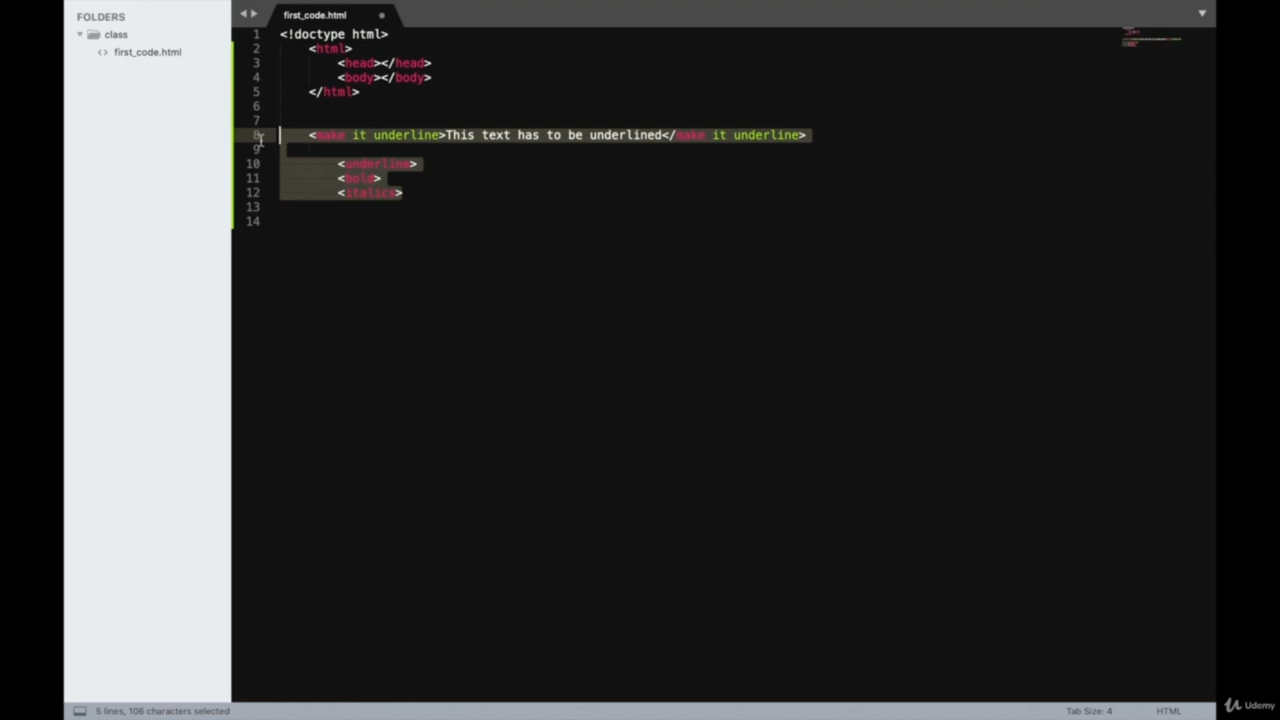 FOLDERS
class
<> first_code.html
first_code.html
1 <!doctype html>
2 <html>
3 <head></head>
4 <body></body>
5 </html>
6
7
8 <make it underline>This text has to be underlined</make it underline>
9
10 <underline>
11 <bold>
12 <italics>
13
14
5 lines, 106 characters selected
Tab Size: 4
HTML
Udemy